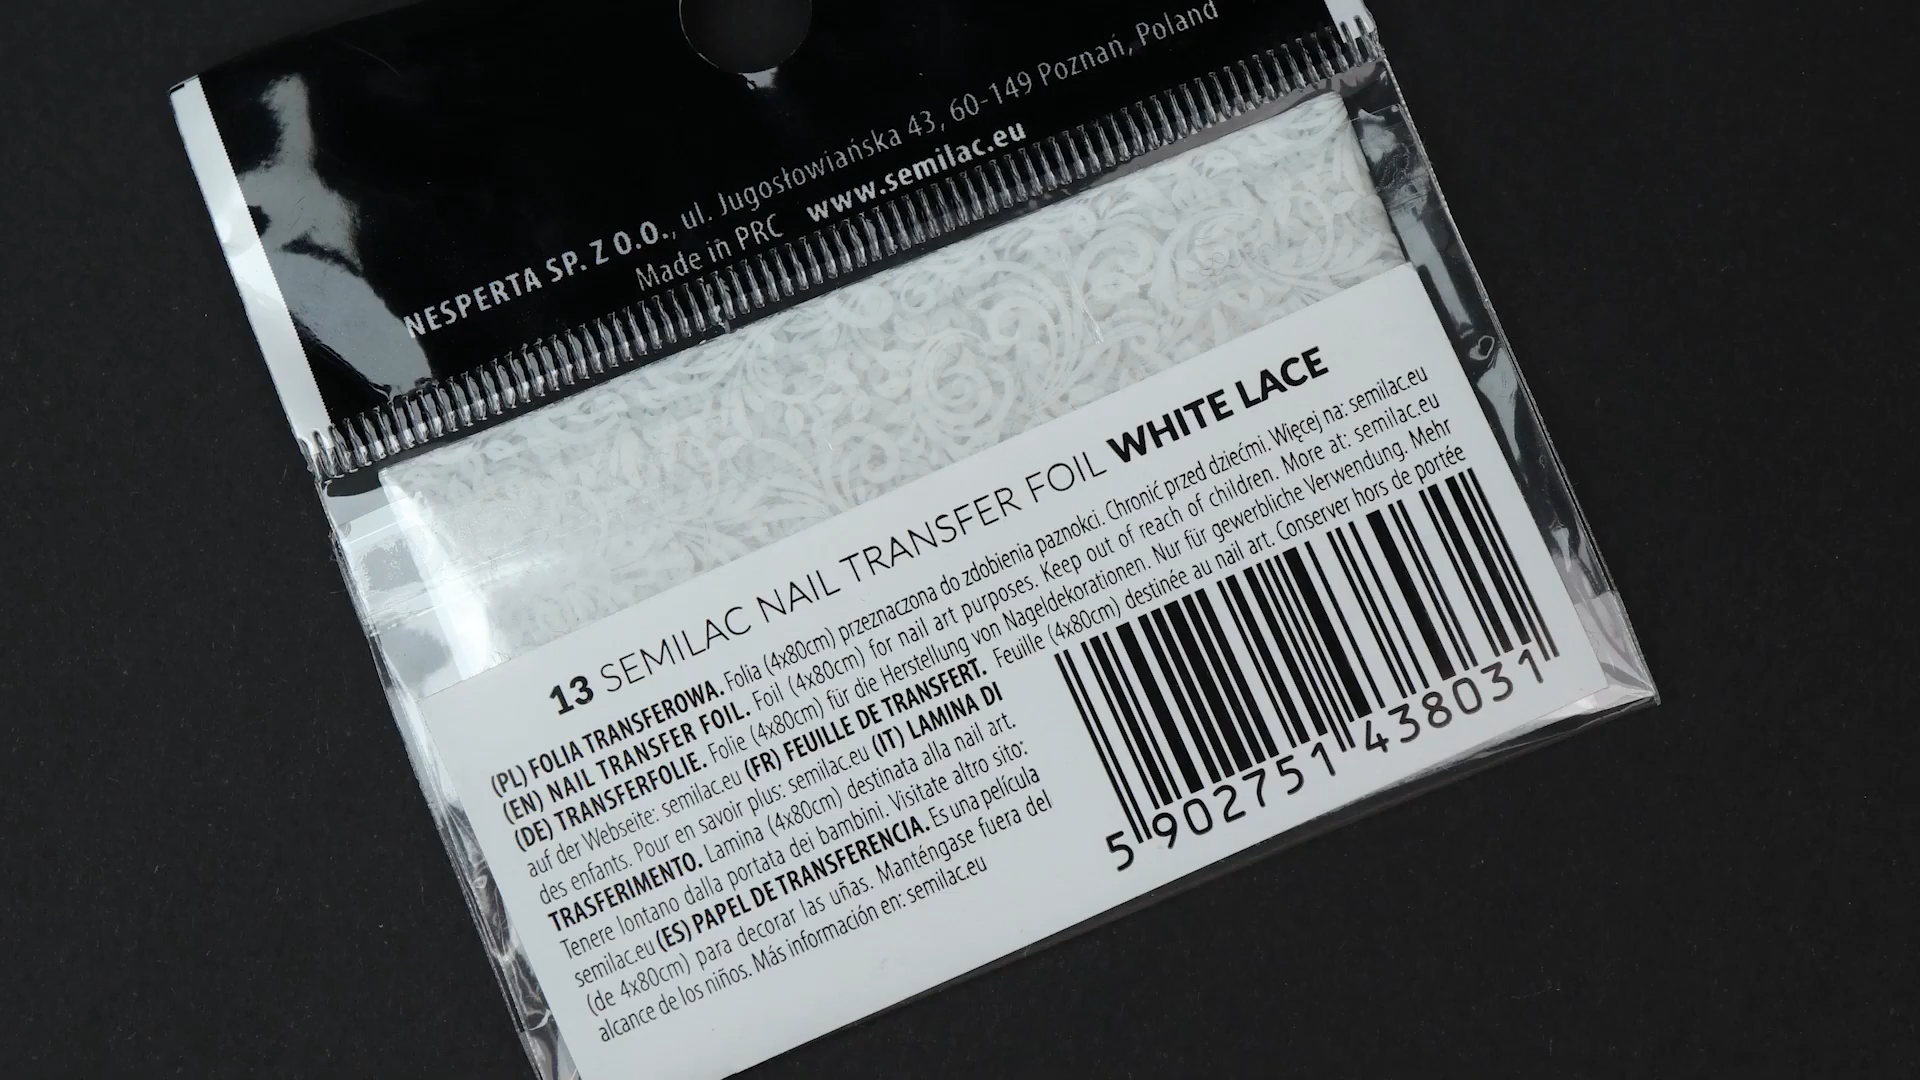 NESPERTA SP. Z O.O., ul. Jugosłowiańska 43, 60-149 Poznań, Poland
Made in PRC www.semilac.eu
13 SEMILAC NAIL TRANSFER FOIL WHITE LACE
(PL) FOLIA TRANSFEROWA. Folia (4x80cm) przeznaczona do zdobienia paznokci. Chronić przed dziećmi. Więcej na: semilac.eu
(EN) NAIL TRANSFER FOIL. Foil (4x80cm) for nail art purposes. Keep out of reach of children. More at: semilac.eu
(DE) TRANSFERFOLIE. Folie (4x80cm) für die Herstellung von Nageldekorationen. Nur für gewerbliche Verwendung. Mehr
auf der Webseite: semilac.eu (FR) FEUILLE DE TRANSFERT. Feuille (4x80cm) destinée au nail art. Conserver hors de portée
des enfants. Pour en savoir plus: semilac.eu (IT) LAMINA DI
TRASFERIMENTO. Lamina (4x80cm) destinata alla nail art.
Tenere lontano dalla portata dei bambini. Visitate altro sito:
semilac.eu (ES) PAPEL DE TRANSFERENCIA. Es una película
(de 4x80cm) para decorar las uñas. Manténgase fuera del
alcance de los niños. Más información en: semilac.eu
5 902751 438031